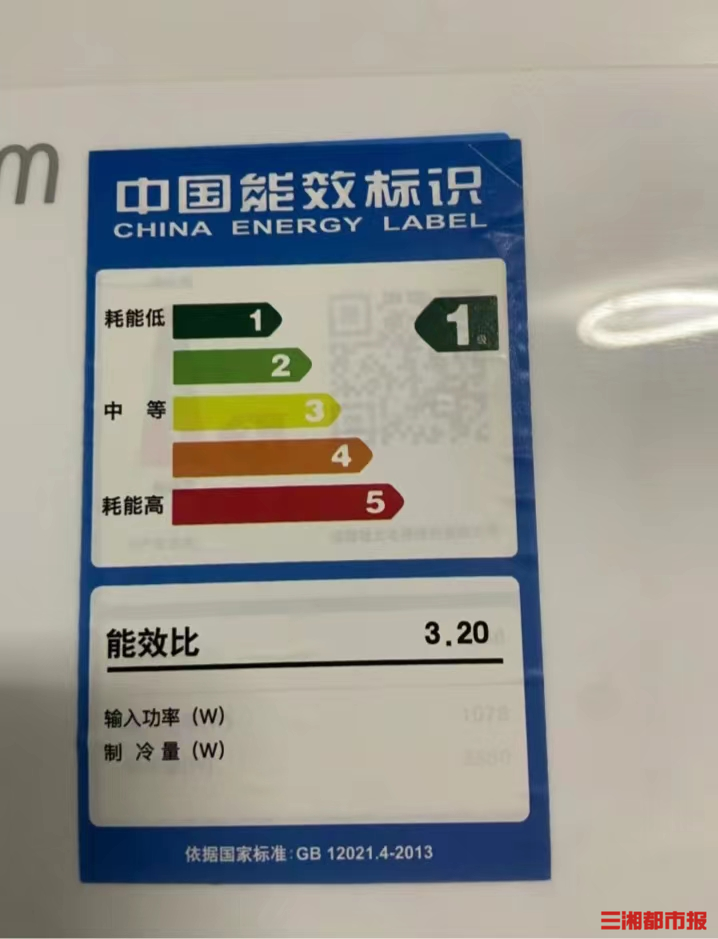 m
中国能效标识
CHINA ENERGY LABEL
耗能低 1
1级
2
中 等 3
4
耗能高 5
能效比 3.20
输入功率（W） 1078
制 冷 量（W）
依据国家标准:GB 12021.4-2013
三湘都市报